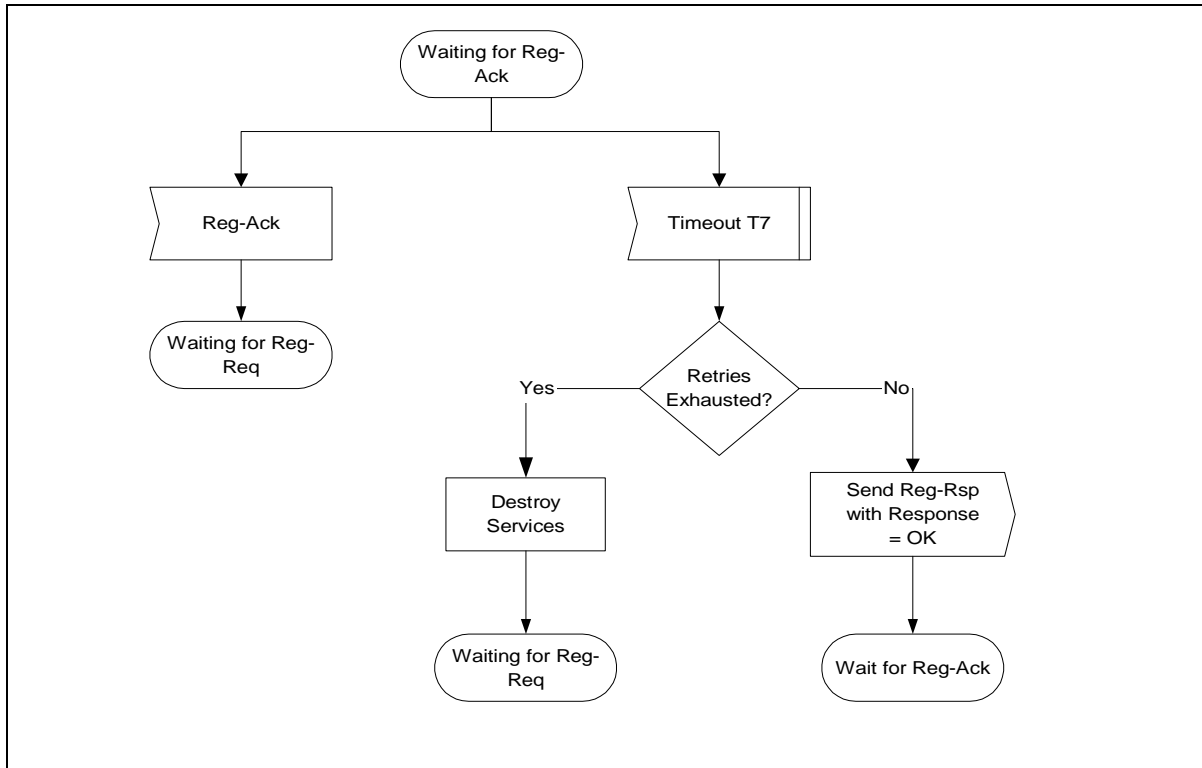 Waiting for Reg-
Ack
Reg-Ack
Timeout T7
Waiting for Reg-
Req
Retries
Exhausted?
Yes
No
Destroy
Services
Send Reg-Rsp
with Response
= OK
Waiting for Reg-
Req
Wait for Reg-Ack